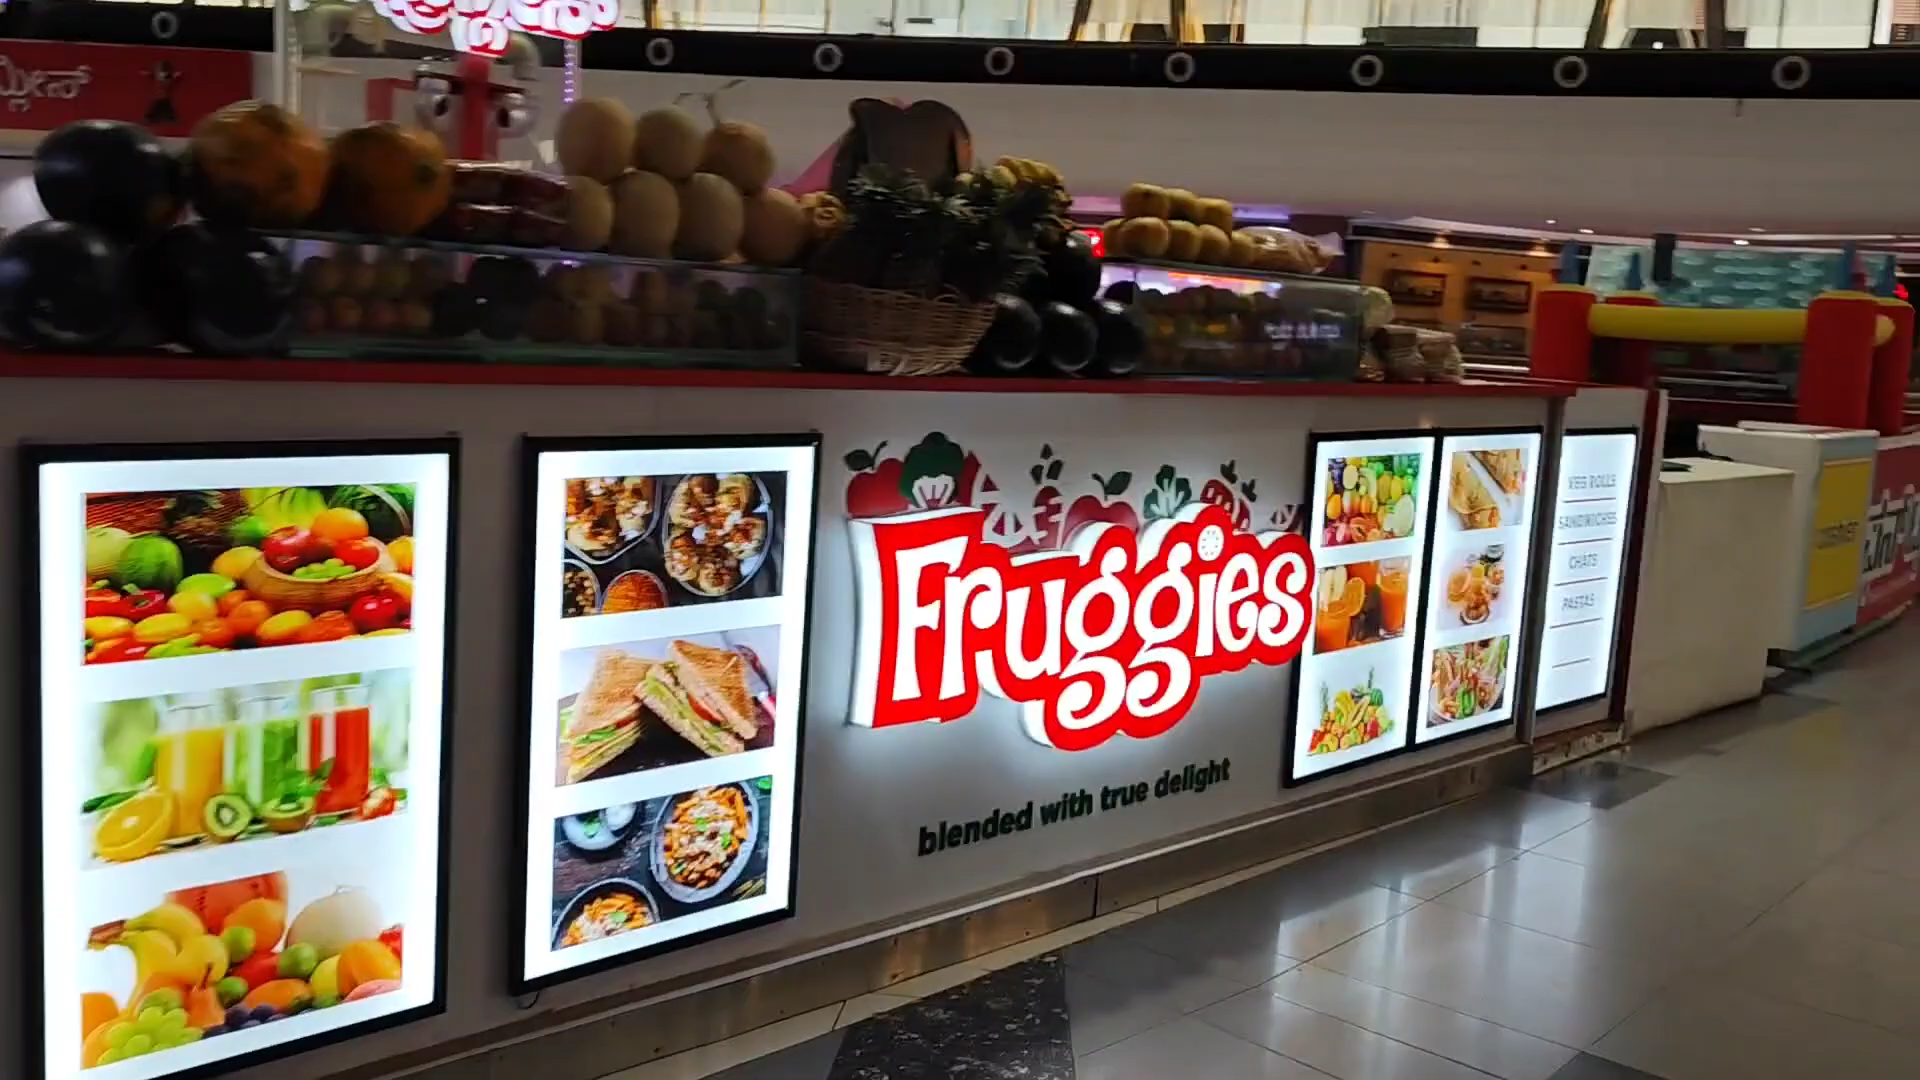 Fruggies
blended with true delight
VEG ROLLS
SANDWICHES
CHATS
PASTAS